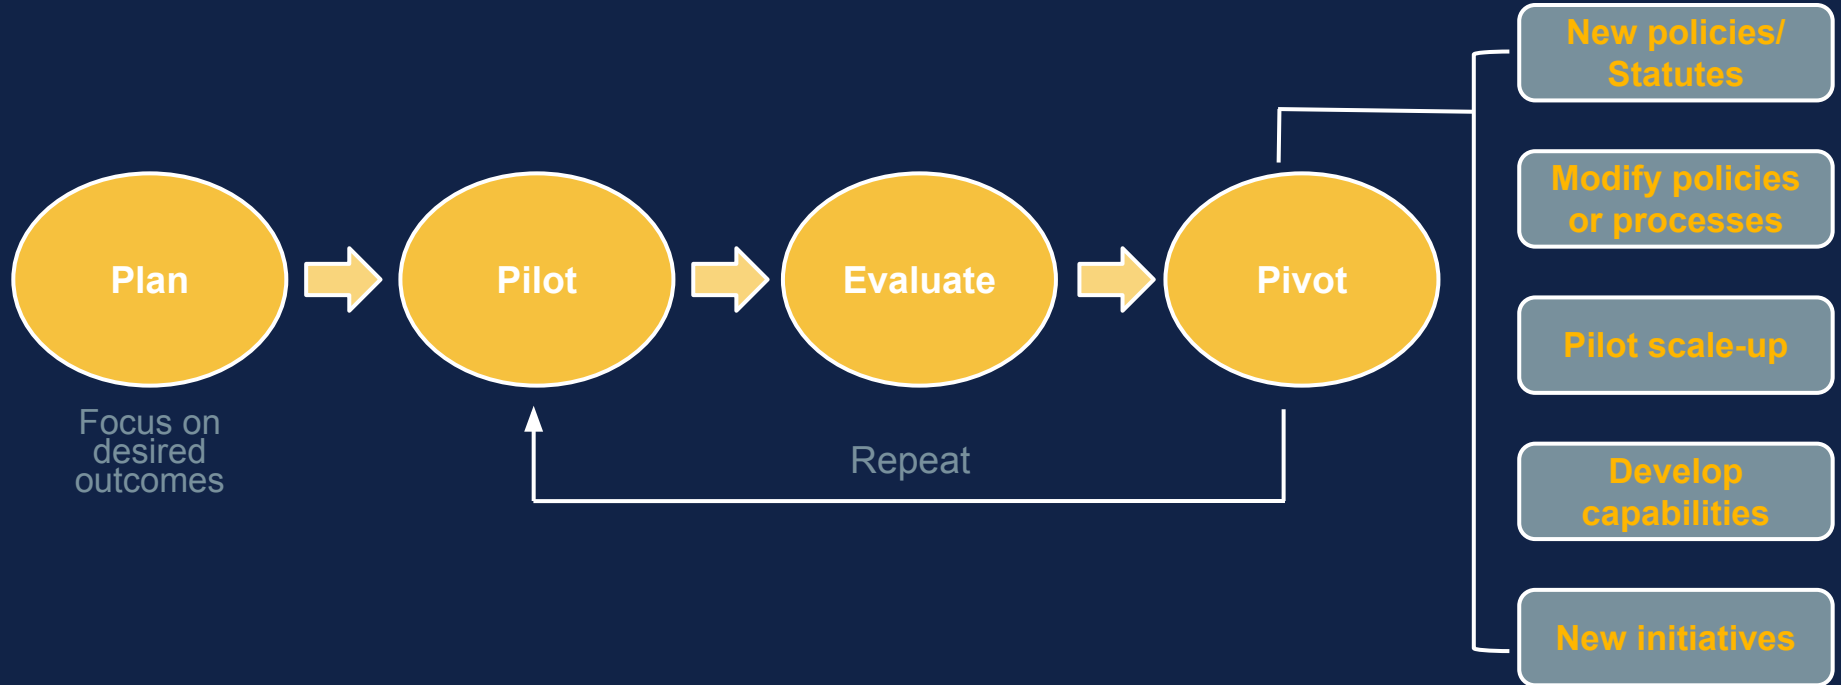 Plan
Focus on
desired
outcomes
Pilot
Evaluate
Pivot
Repeat
New policies/
Statutes
Modify policies
or processes
Pilot scale-up
Develop
capabilities
New initiatives